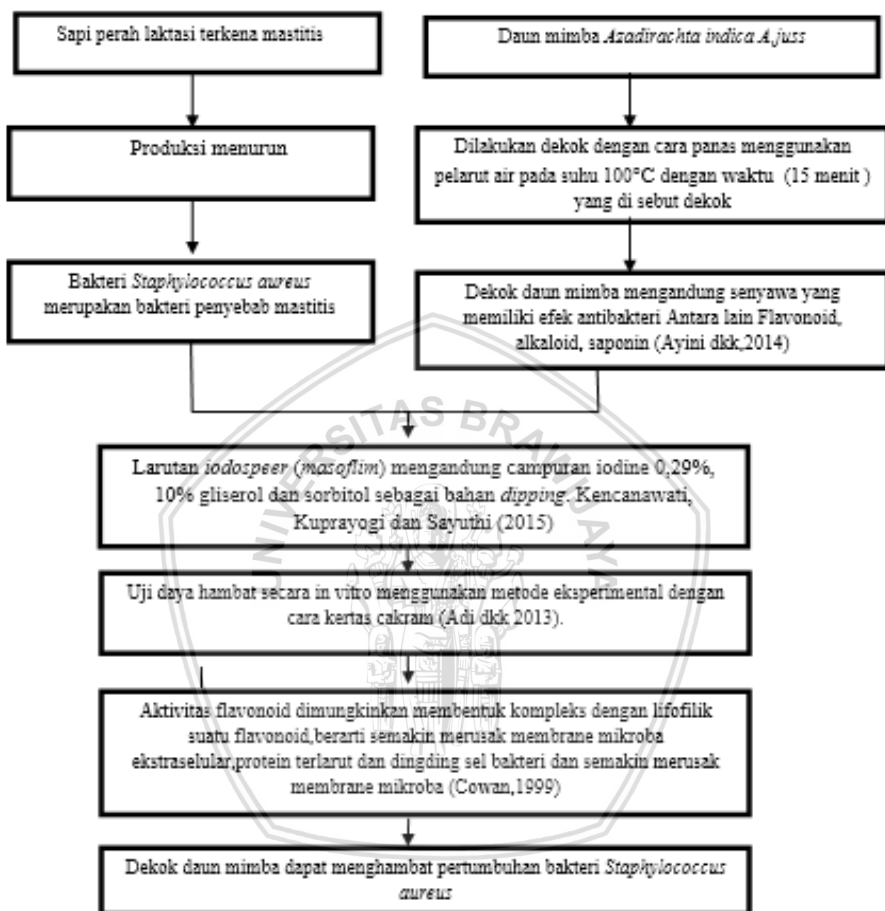 Sapi perah laktasi terkena mastitis
Produksi menurun
Bakteri Staphylococcus aureus
merupakan bakteri penyebab mastitis
Daun mimba Azadirachta indica A,juss
Dilakukan dekok dengan cara panas menggunakan
pelarut air pada suhu 100°C dengan waktu (15 menit )
yang di sebut dekok
Dekok daun mimba mengandung senyawa yang
memiliki efek antibakteri Antara lain Flavonoid,
alkaloid, saponin (Ayini dkk,2014)
Larutan iodospeer (masoflim) mengandung campuran iodine 0,29%,
10% gliserol dan sorbitol sebagai bahan dipping. Kencanawati,
Kuprayogi dan Sayuthi (2015)
Uji daya hambat secara in vitro menggunakan metode eksperimental dengan
cara kertas cakram (Adi dkk 2013).
Aktivitas flavonoid dimungkinkan membentuk kompleks dengan lifofilik
suatu flavonoid,berarti semakin merusak membrane mikroba
ekstraselular,protein terlarut dan dingding sel bakteri dan semakin merusak
membrane mikroba (Cowan,1999)
Dekok daun mimba dapat menghambat pertumbuhan bakteri Staphylococcus
aureus
UNIVERSITAS BRAWIJAYA